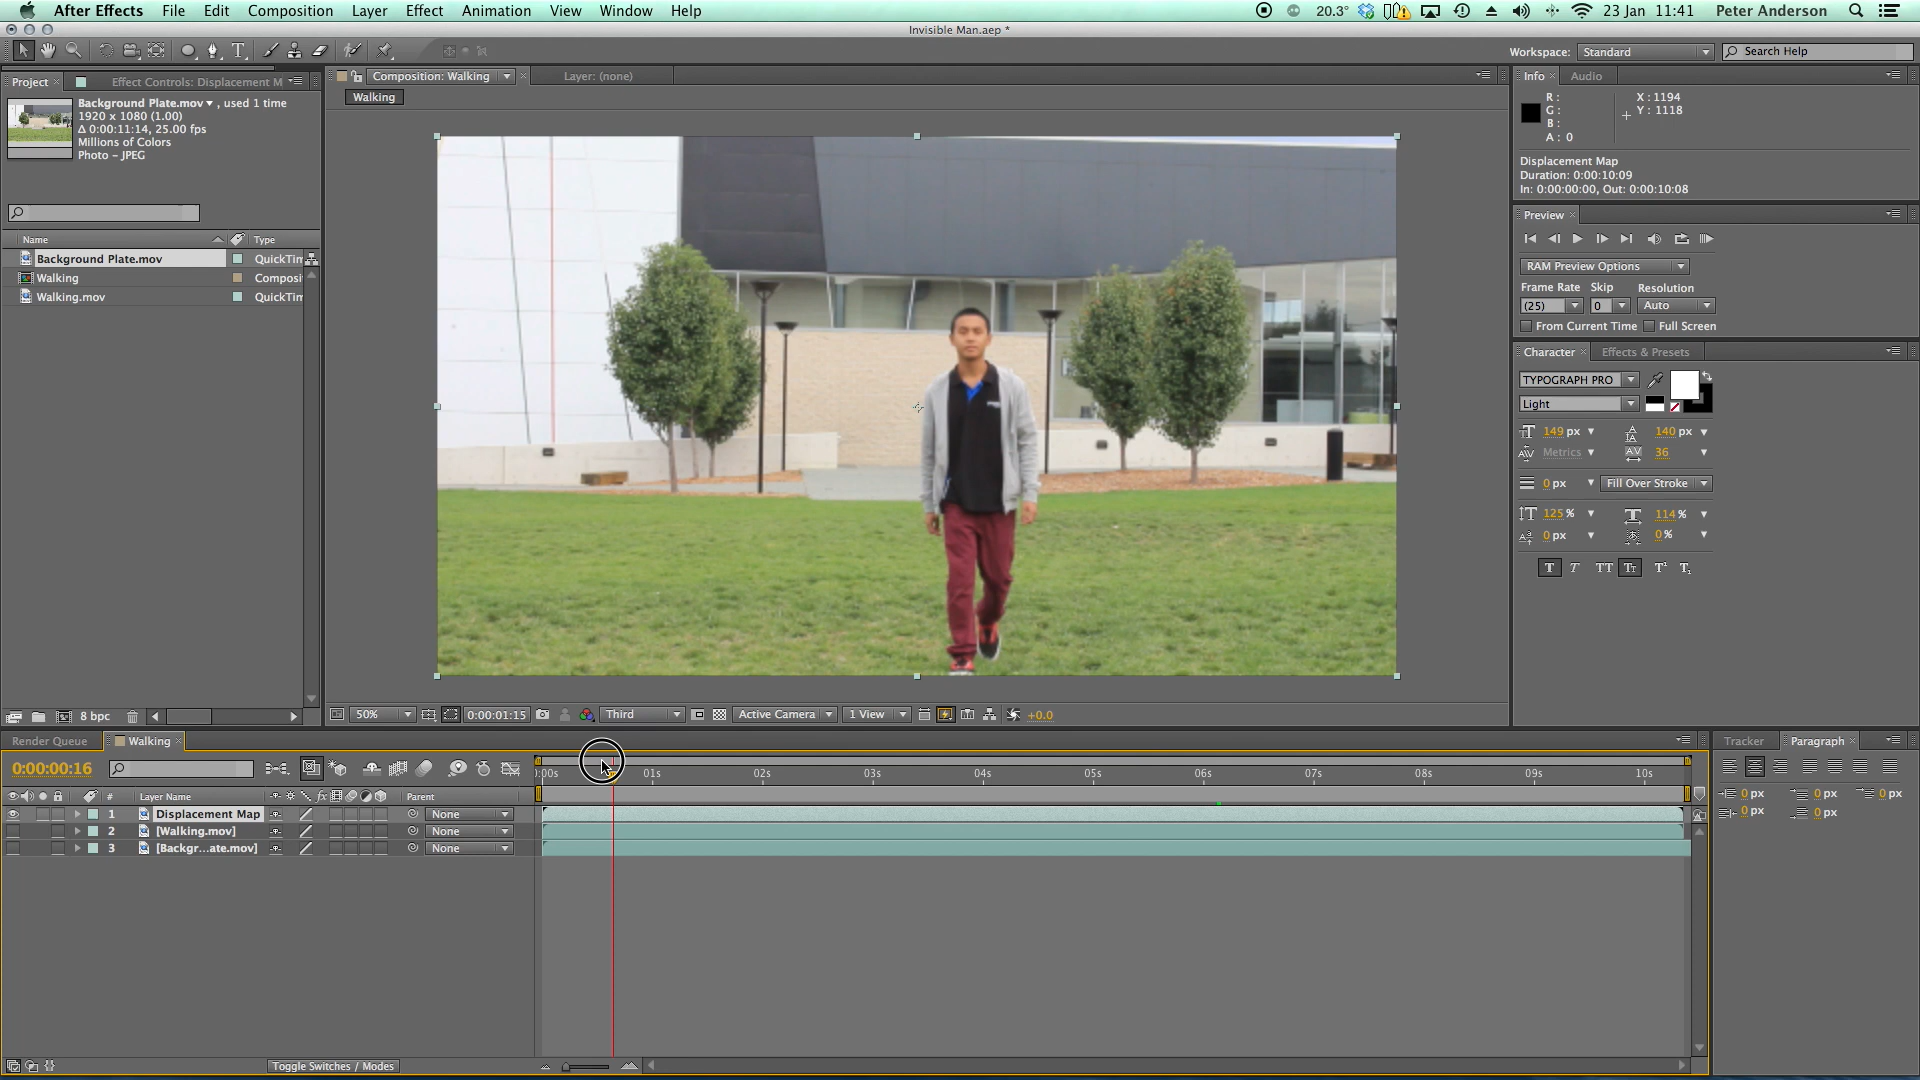 After Effects File Edit Composition Layer Effect Animation View Window Help 20.3° 23 Jan 11:41 Peter Anderson
Invisible Man.aep *
Workspace: Standard Search Help
Project Effect Controls: Displacement M
Background Plate.mov ▾ , used 1 time
1920 x 1080 (1.00)
Δ 0:00:11:14, 25.00 fps
Millions of Colors
Photo - JPEG
Name Type
Background Plate.mov QuickTin
Walking Composi
Walking.mov QuickTin
8 bpc
Composition: Walking Layer: (none)
Walking
50% 0:00:01:15 Third Active Camera 1 View +0.0
Info Audio
R: X : 1194
G: Y : 1118
B:
A : 0
Displacement Map
Duration: 0:00:10:09
In: 0:00:00:00, Out: 0:00:10:08
Preview
RAM Preview Options
Frame Rate Skip Resolution
(25) 0 Auto
From Current Time Full Screen
Character Effects & Presets
TYPOGRAPH PRO
Light
149 px 140 px
Metrics 36
0 px Fill Over Stroke
125 % 114 %
0 px 0 %
T T TT Tt T¹ T₁
Render Queue Walking
0:00:00:16
:00s 01s 02s 03s 04s 05s 06s 07s 08s 09s 10s
# Layer Name fx Parent
1 Displacement Map None
2 [Walking.mov] None
3 [Backgr...ate.mov] None
Toggle Switches / Modes
Tracker Paragraph
0 px 0 px 0 px
0 px 0 px